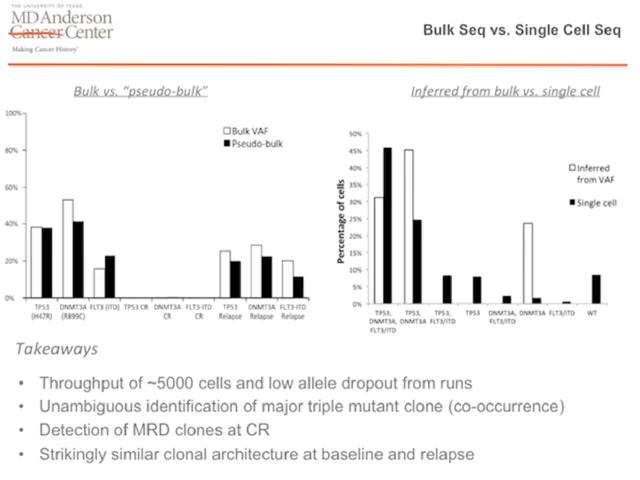 THE UNIVERSITY OF TEXAS
MD Anderson
Cancer Center
Making Cancer History®
Bulk Seq vs. Single Cell Seq
Bulk vs. "pseudo-bulk"
Inferred from bulk vs. single cell
100%
80%
60%
40%
20%
0%
Bulk VAF
Pseudo-bulk
TP53 (H47R)
DNMT3A (R899C)
FLT3 (ITD)
TP53 CR
DNMT3A CR
FLT3-ITD CR
TP53 Relapse
DNMT3A Relapse
FLT3-ITD Relapse
Percentage of cells
50%
45%
40%
35%
30%
25%
20%
15%
10%
5%
0%
Inferred from VAF
Single cell
TP53, DNMT3A, FLT3/ITD
TP53, DNMT3A
TP53, FLT3/ITD
TP53
DNMT3A, FLT3/ITD
DNMT3A
FLT3/ITD
WT
Takeaways
• Throughput of ~5000 cells and low allele dropout from runs
• Unambiguous identification of major triple mutant clone (co-occurrence)
• Detection of MRD clones at CR
• Strikingly similar clonal architecture at baseline and relapse